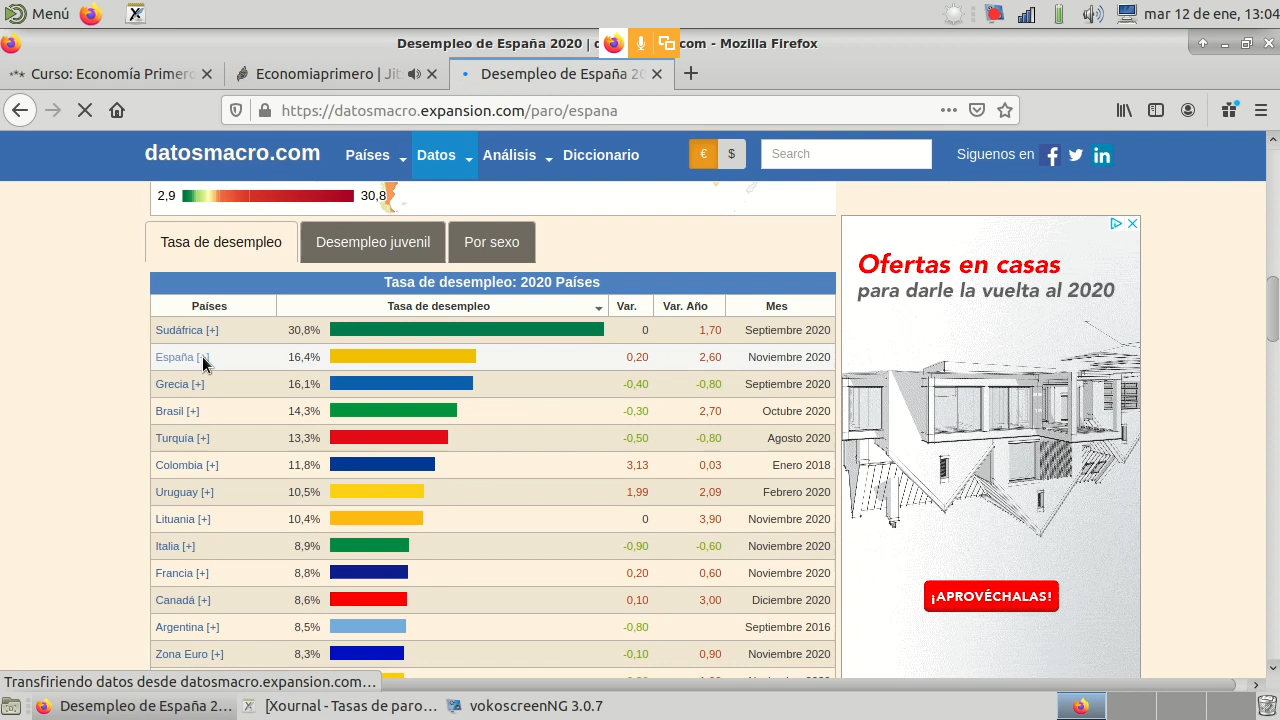 Menú mar 12 de ene, 13:04
Desempleo de España 2020 | d com - Mozilla Firefox
Curso: Economía Primerc Economiaprimero | Jit Desempleo de España 20
https://datosmacro.expansion.com/paro/espana
datosmacro.com Países Datos Análisis Diccionario € $ Search Siguenos en
2,9 30,8
Tasa de desempleo Desempleo juvenil Por sexo
Tasa de desempleo: 2020 Países
Países Tasa de desempleo Var. Var. Año Mes
Sudáfrica [+] 30,8% 0 1,70 Septiembre 2020
España [+] 16,4% 0,20 2,60 Noviembre 2020
Grecia [+] 16,1% -0,40 -0,80 Septiembre 2020
Brasil [+] 14,3% -0,30 2,70 Octubre 2020
Turquía [+] 13,3% -0,50 -0,80 Agosto 2020
Colombia [+] 11,8% 3,13 0,03 Enero 2018
Uruguay [+] 10,5% 1,99 2,09 Febrero 2020
Lituania [+] 10,4% 0 3,90 Noviembre 2020
Italia [+] 8,9% -0,90 -0,60 Noviembre 2020
Francia [+] 8,8% 0,20 0,60 Noviembre 2020
Canadá [+] 8,6% 0,10 3,00 Diciembre 2020
Argentina [+] 8,5% -0,80 Septiembre 2016
Zona Euro [+] 8,3% -0,10 0,90 Noviembre 2020
Ofertas en casas
para darle la vuelta al 2020
¡APROVÉCHALAS!
Transfiriendo datos desde datosmacro.expansion.com…
Desempleo de España 2… [Xournal - Tasas de paro… vokoscreenNG 3.0.7